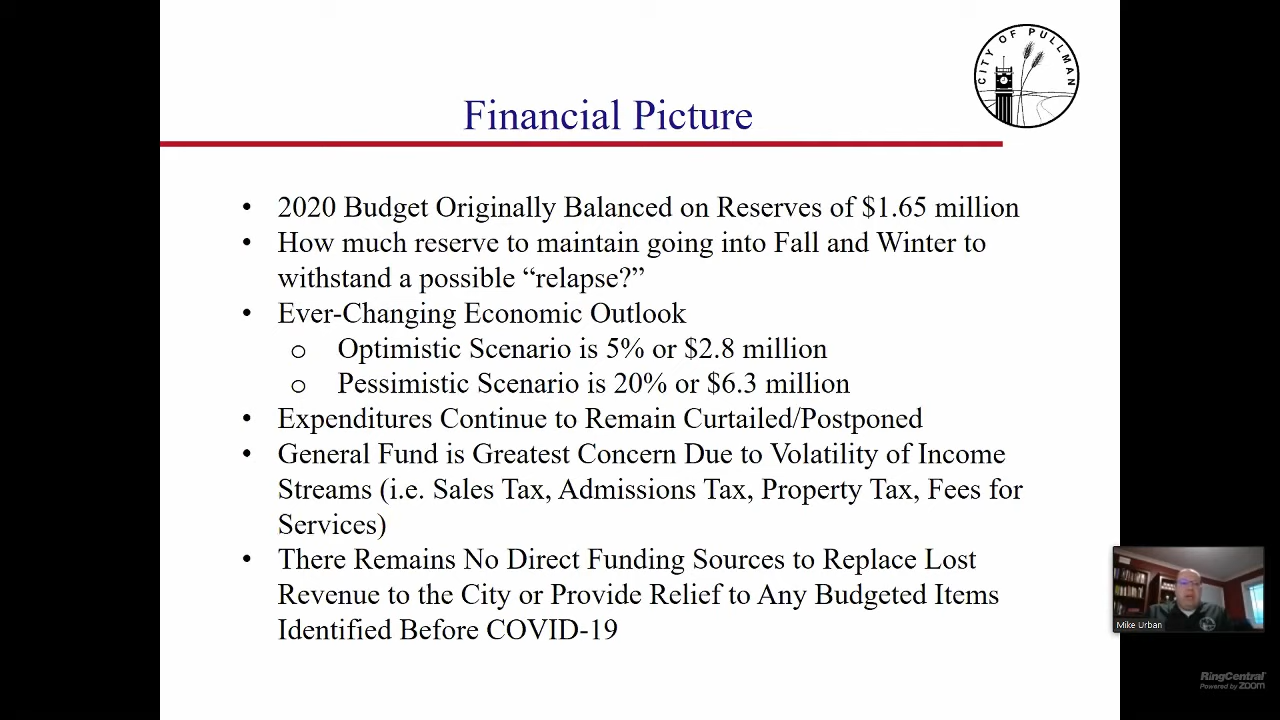 CITY OF PULLMAN
Financial Picture
• 2020 Budget Originally Balanced on Reserves of $1.65 million
• How much reserve to maintain going into Fall and Winter to
withstand a possible “relapse?”
• Ever-Changing Economic Outlook
o Optimistic Scenario is 5% or $2.8 million
o Pessimistic Scenario is 20% or $6.3 million
• Expenditures Continue to Remain Curtailed/Postponed
• General Fund is Greatest Concern Due to Volatility of Income
Streams (i.e. Sales Tax, Admissions Tax, Property Tax, Fees for
Services)
• There Remains No Direct Funding Sources to Replace Lost
Revenue to the City or Provide Relief to Any Budgeted Items
Identified Before COVID-19
Mike Urban
RingCentral
Powered by zoom